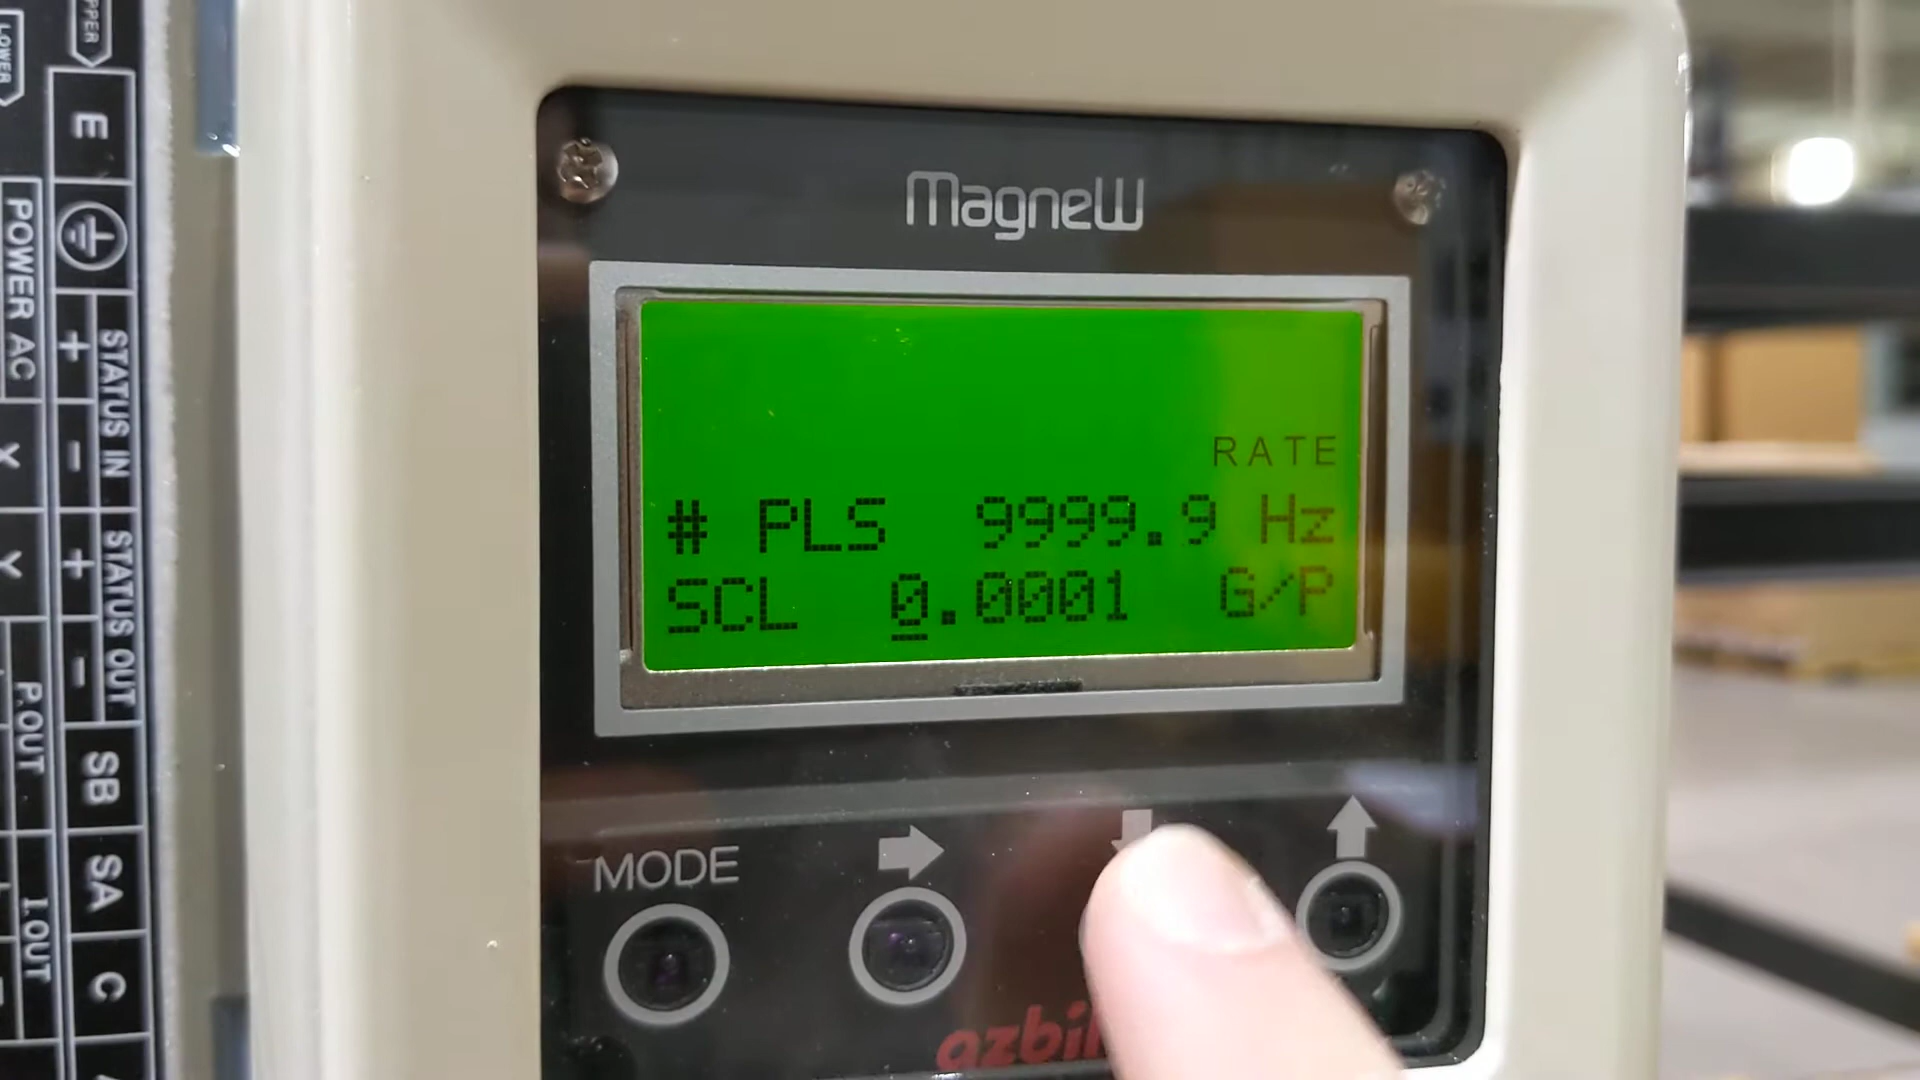 MagneW
RATE
# PLS 9999.9 Hz
SCL 0.0001 G/P
MODE
azbil
UPPER
LOWER
E
POWER AC
STATUS IN
+
-
X
STATUS OUT
+
-
Y
P.OUT
SB
SA
I.OUT
C